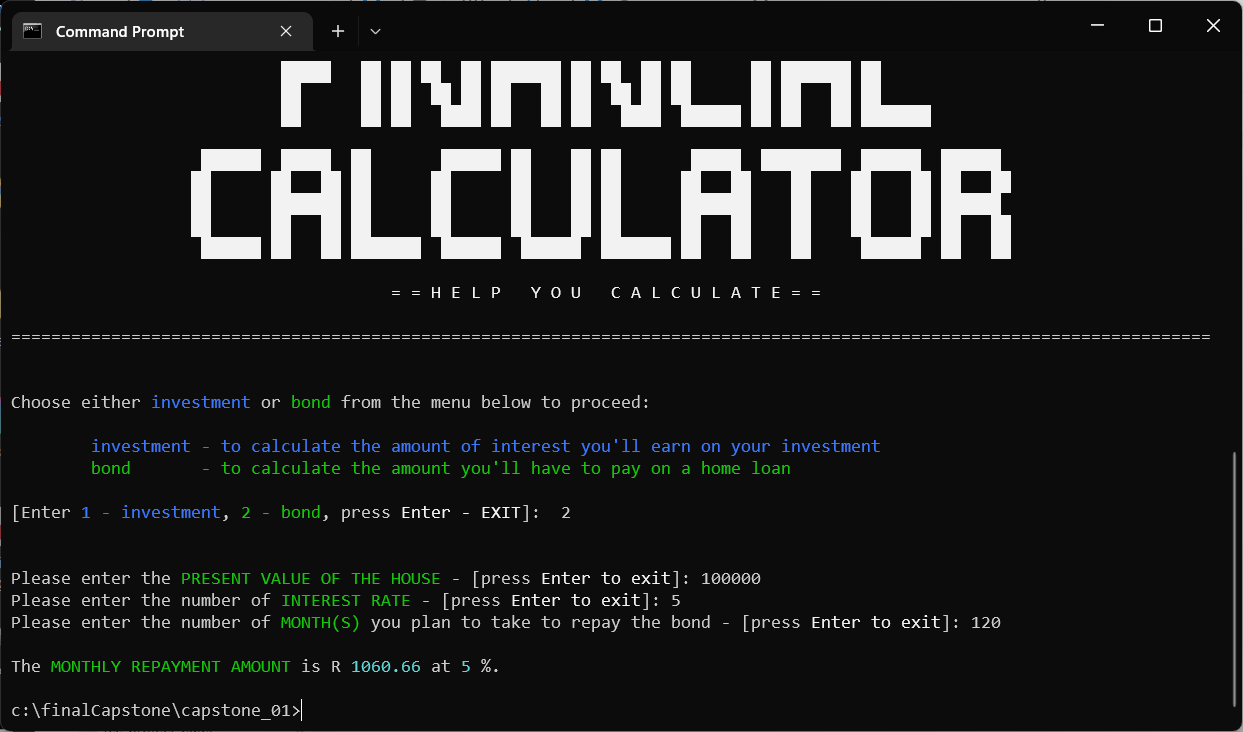 Command Prompt
FINANCIAL
CALCULATOR
==HELP YOU CALCULATE==
========================================================================================================================
Choose either investment or bond from the menu below to proceed:
investment - to calculate the amount of interest you'll earn on your investment
bond       - to calculate the amount you'll have to pay on a home loan
[Enter 1 - investment, 2 - bond, press Enter - EXIT]:  2
Please enter the PRESENT VALUE OF THE HOUSE - [press Enter to exit]: 100000
Please enter the number of INTEREST RATE - [press Enter to exit]: 5
Please enter the number of MONTH(S) you plan to take to repay the bond - [press Enter to exit]: 120
The MONTHLY REPAYMENT AMOUNT is R 1060.66 at 5 %.
c:\finalCapstone\capstone_01>